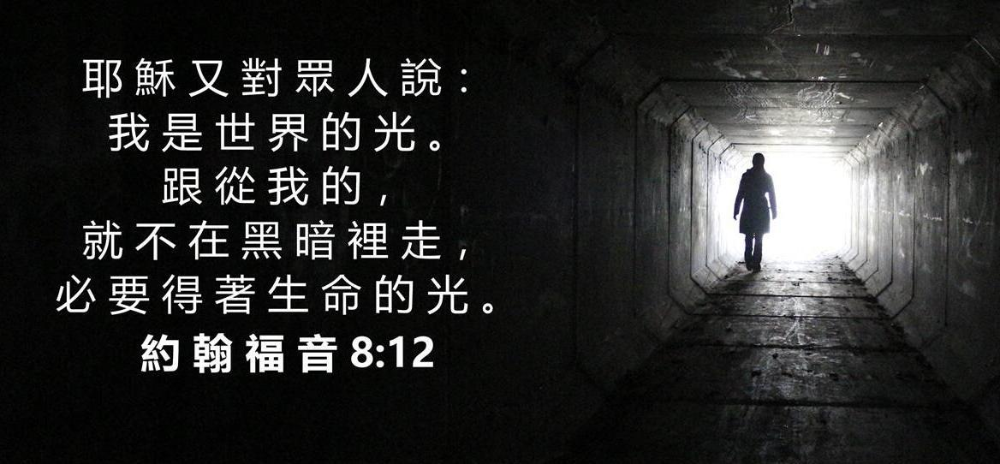 耶穌又對眾人說：
我是世界的光。
跟從我的，
就不在黑暗裡走，
必要得著生命的光。
約翰福音8:12